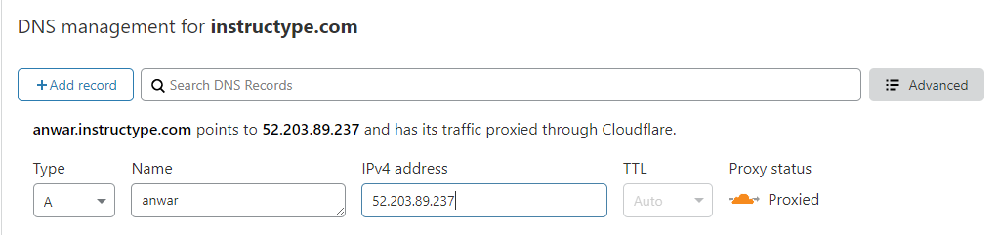 DNS management for instructype.com
+ Add record
Search DNS Records
Advanced
anwar.instructype.com points to 52.203.89.237 and has its traffic proxied through Cloudflare.
Type Name IPv4 address TTL Proxy status
A anwar 52.203.89.237 Auto Proxied